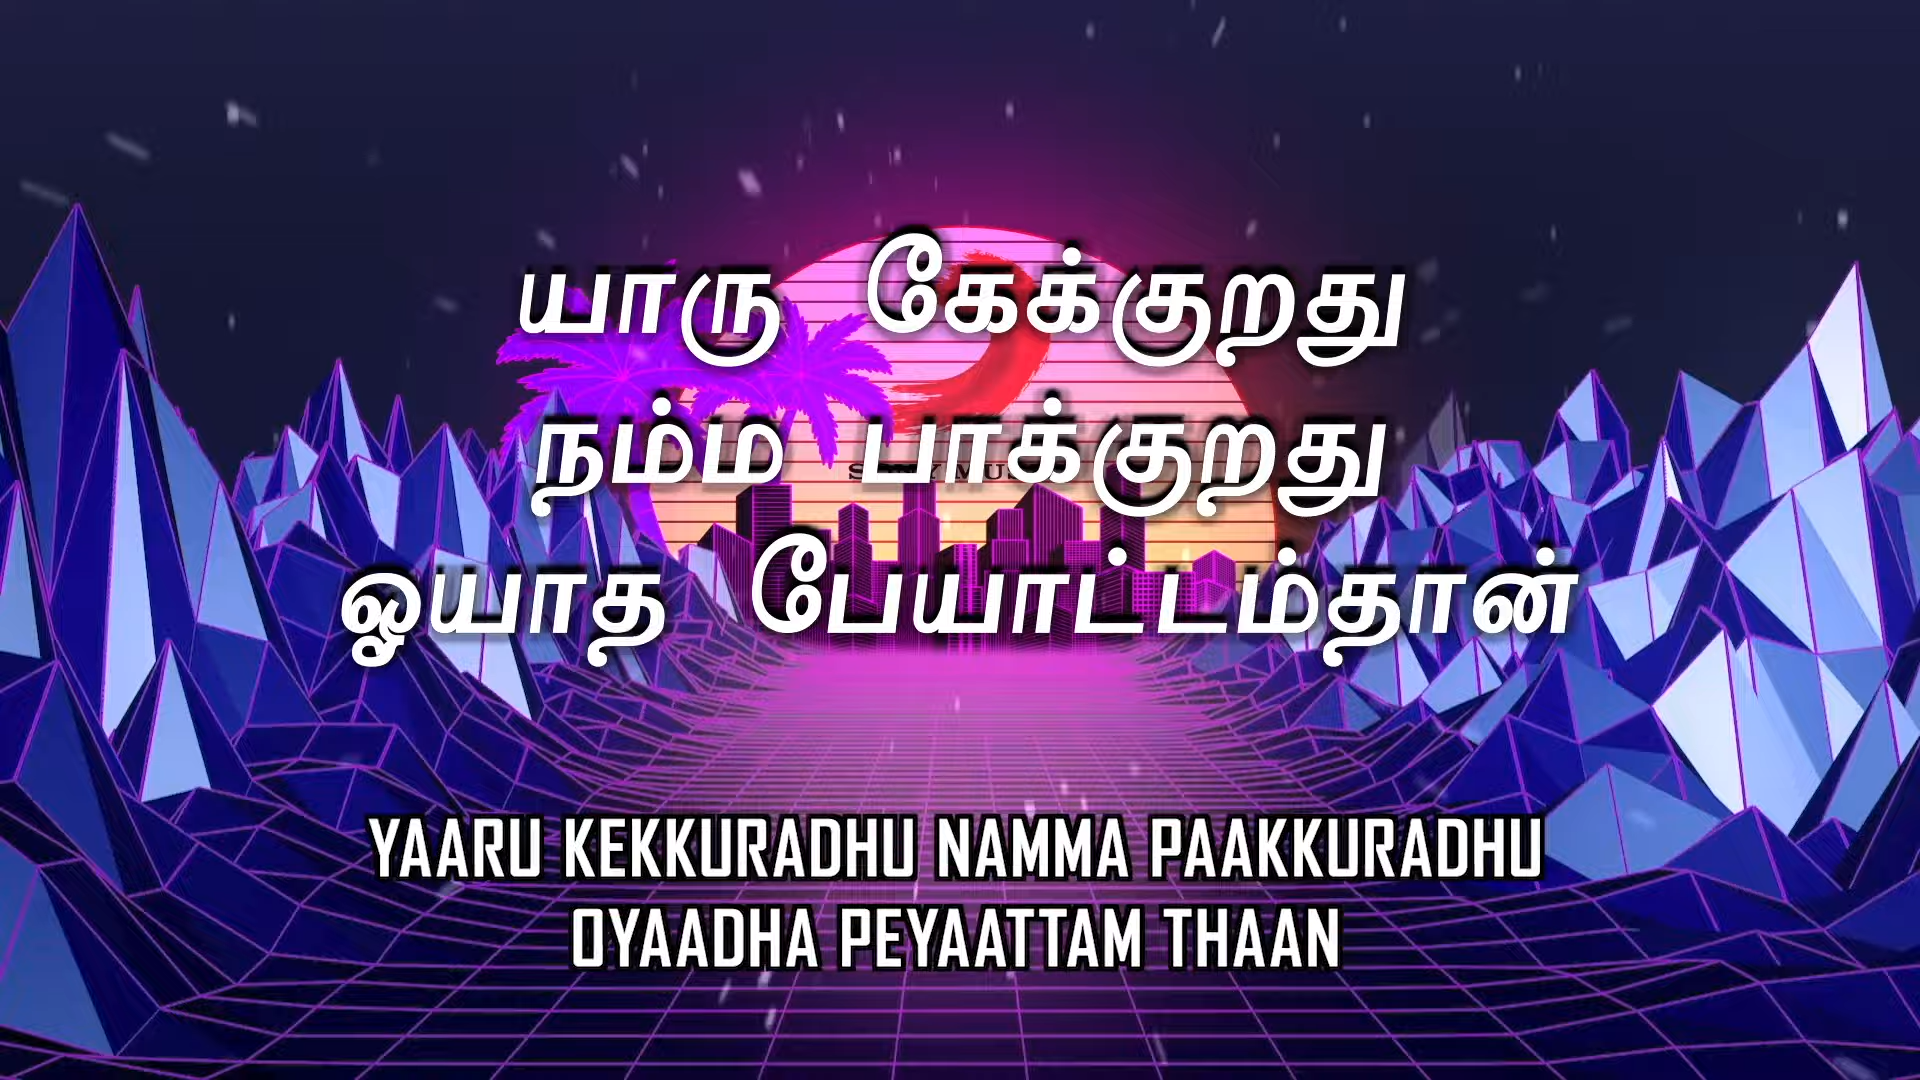 யாரு கேக்குறது
நம்ம பாக்குறது
ஓயாத பேயாட்டம்தான்
YAARU KEKKURADHU NAMMA PAAKKURADHU
OYAADHA PEYAATTAM THAAN